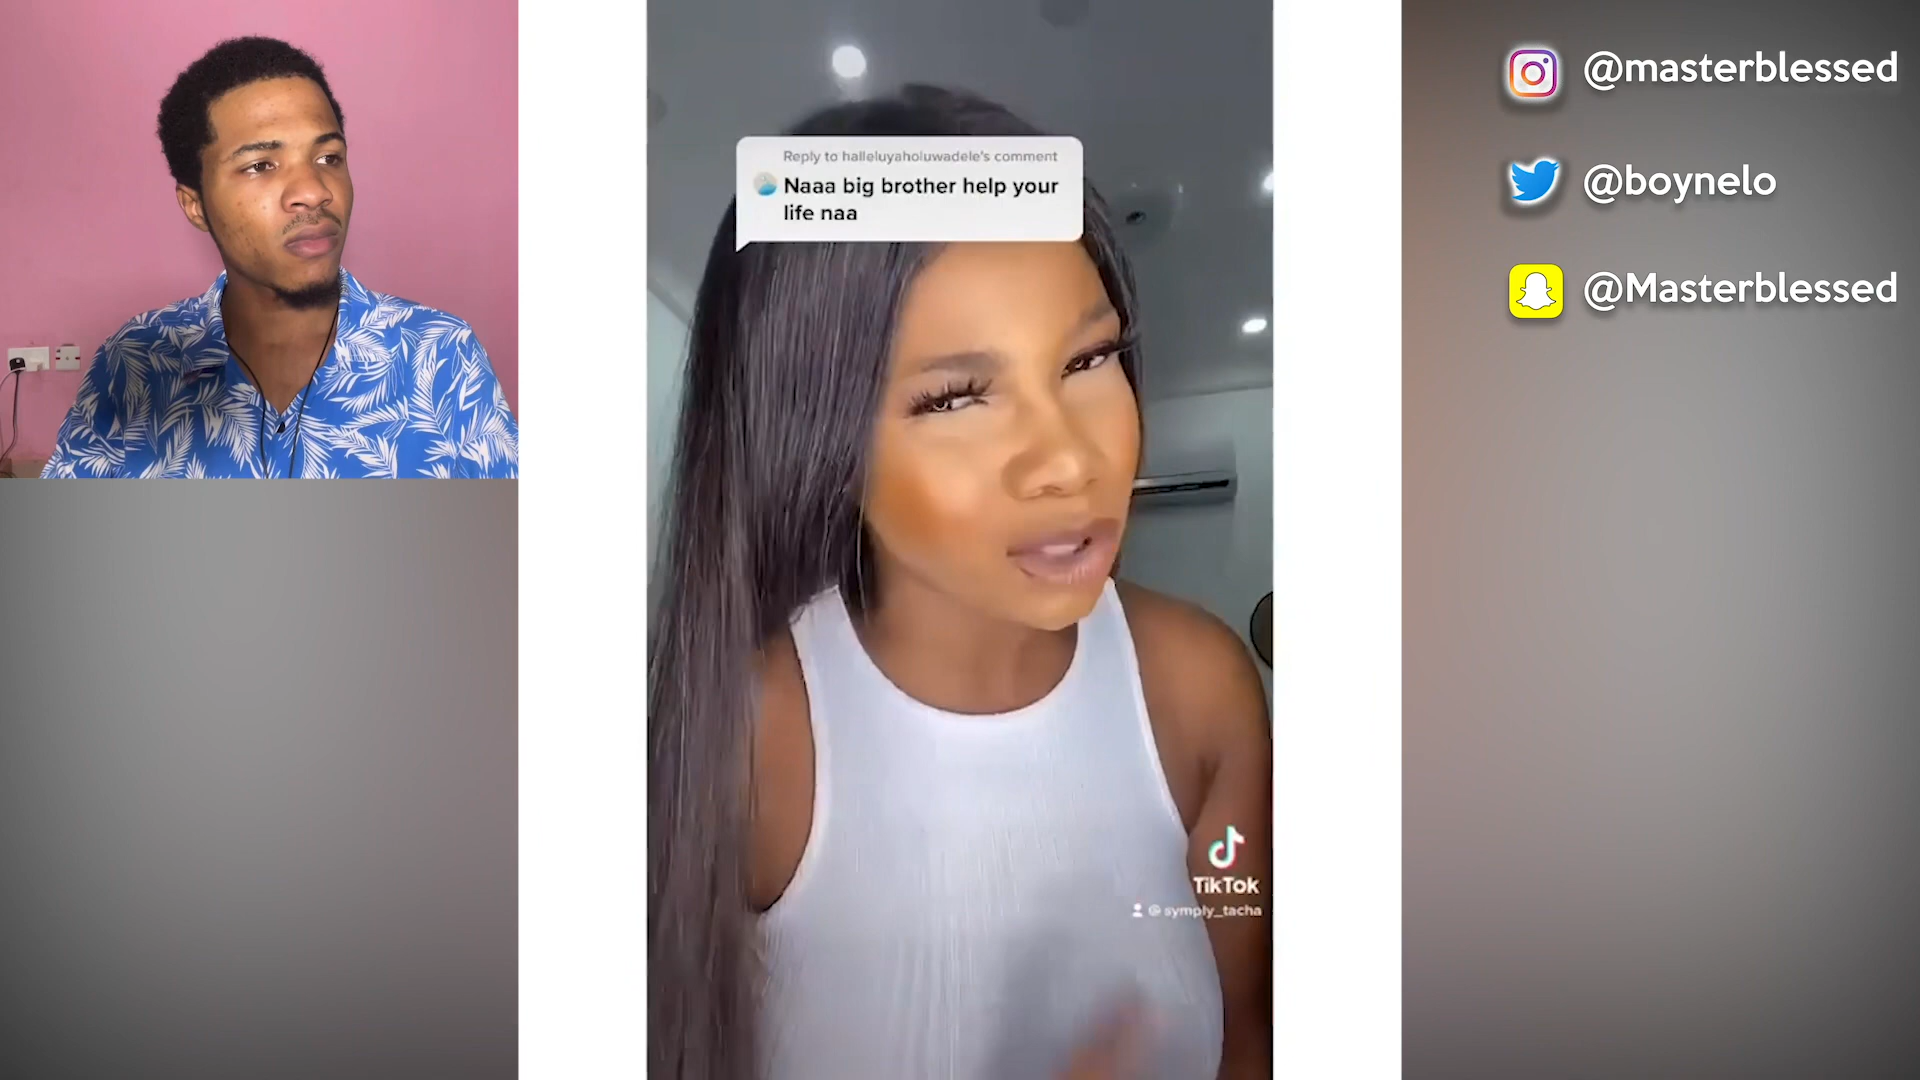 Reply to halleluyaholuwadele's comment
Naaa big brother help your
life naa
TikTok
@symply_tacha
@masterblessed
@boynelo
@Masterblessed